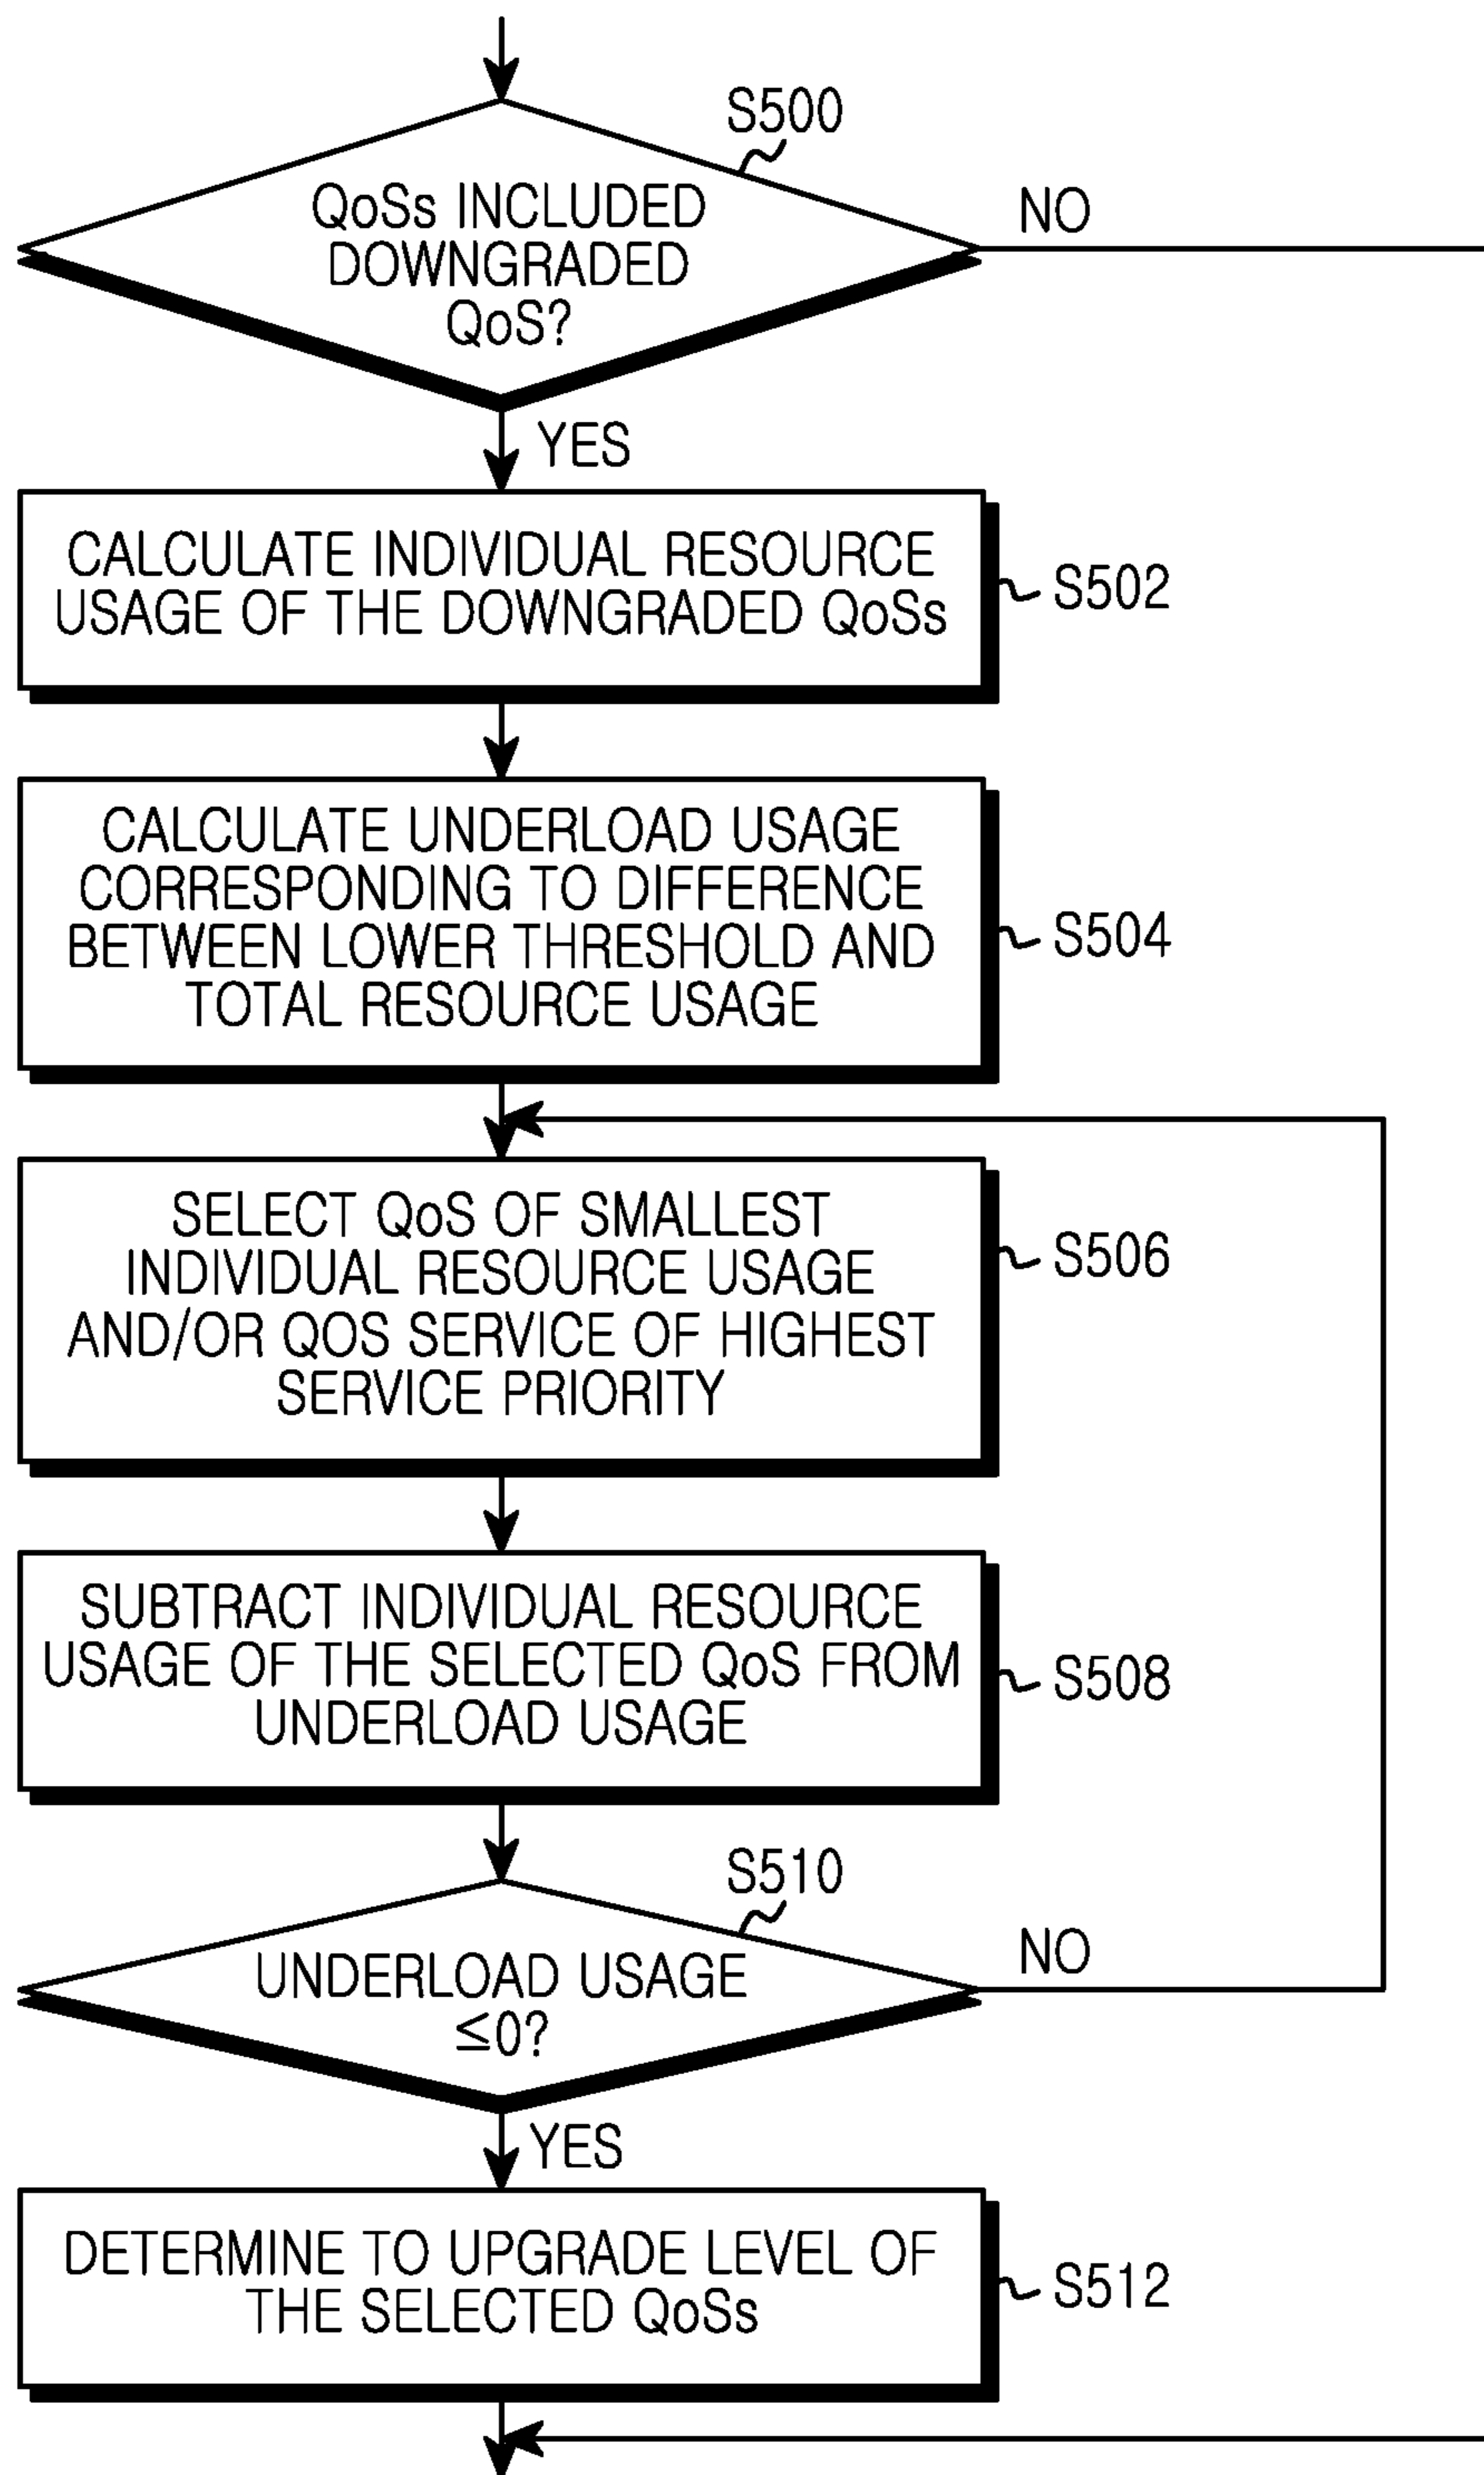 S500
QoSs INCLUDED
DOWNGRADED
QoS?
NO
YES
CALCULATE INDIVIDUAL RESOURCE
USAGE OF THE DOWNGRADED QoSs
S502
CALCULATE UNDERLOAD USAGE
CORRESPONDING TO DIFFERENCE
BETWEEN LOWER THRESHOLD AND
TOTAL RESOURCE USAGE
S504
SELECT QoS OF SMALLEST
INDIVIDUAL RESOURCE USAGE
AND/OR QOS SERVICE OF HIGHEST
SERVICE PRIORITY
S506
SUBTRACT INDIVIDUAL RESOURCE
USAGE OF THE SELECTED QoS FROM
UNDERLOAD USAGE
S508
S510
UNDERLOAD USAGE
≤0?
NO
YES
DETERMINE TO UPGRADE LEVEL OF
THE SELECTED QoSs
S512